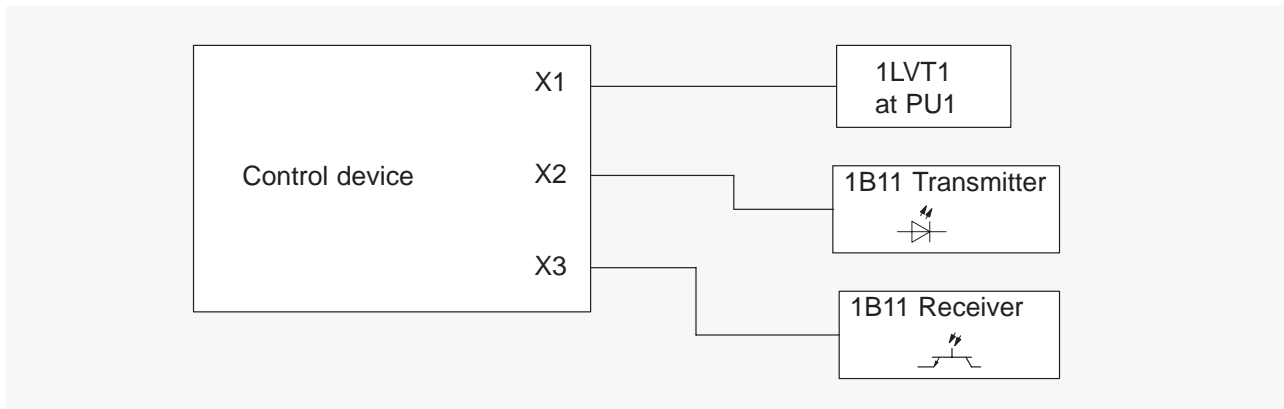 X1
1LVT1
at PU1
Control device
X2
1B11 Transmitter
X3
1B11 Receiver